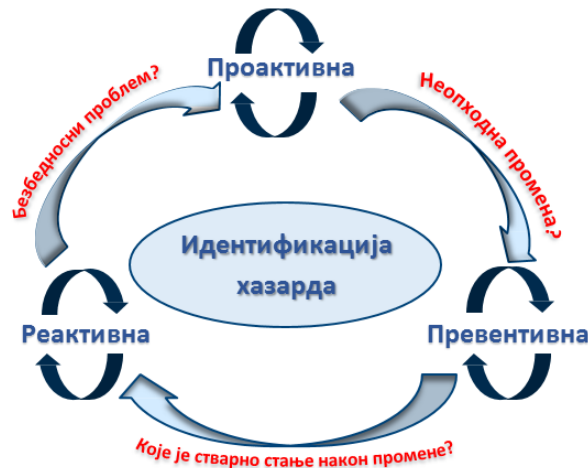 Проактивна
Безбедносни проблем?
Неопходна промена?
Идентификација
хазарда
Реактивна
Превентивна
Које је стварно стање након промене?